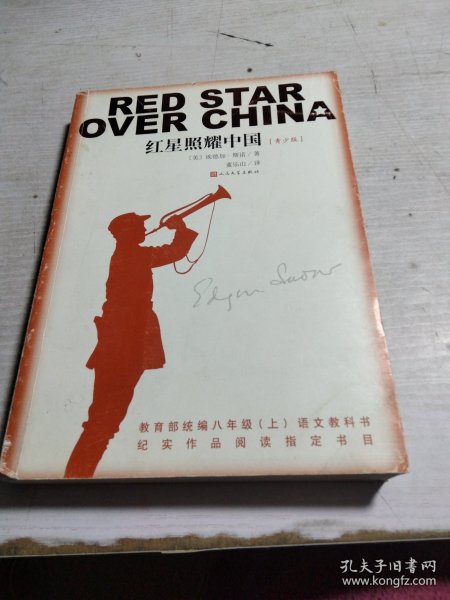 RED STAR
OVER CHINA
红星照耀中国 [青少版]
〔美〕埃德加·斯诺/著
董乐山/译
人民文学出版社
Edgar Snow
教育部统编八年级（上）语文教科书
纪实作品阅读指定书目
孔夫子旧书网
www.kongfz.com